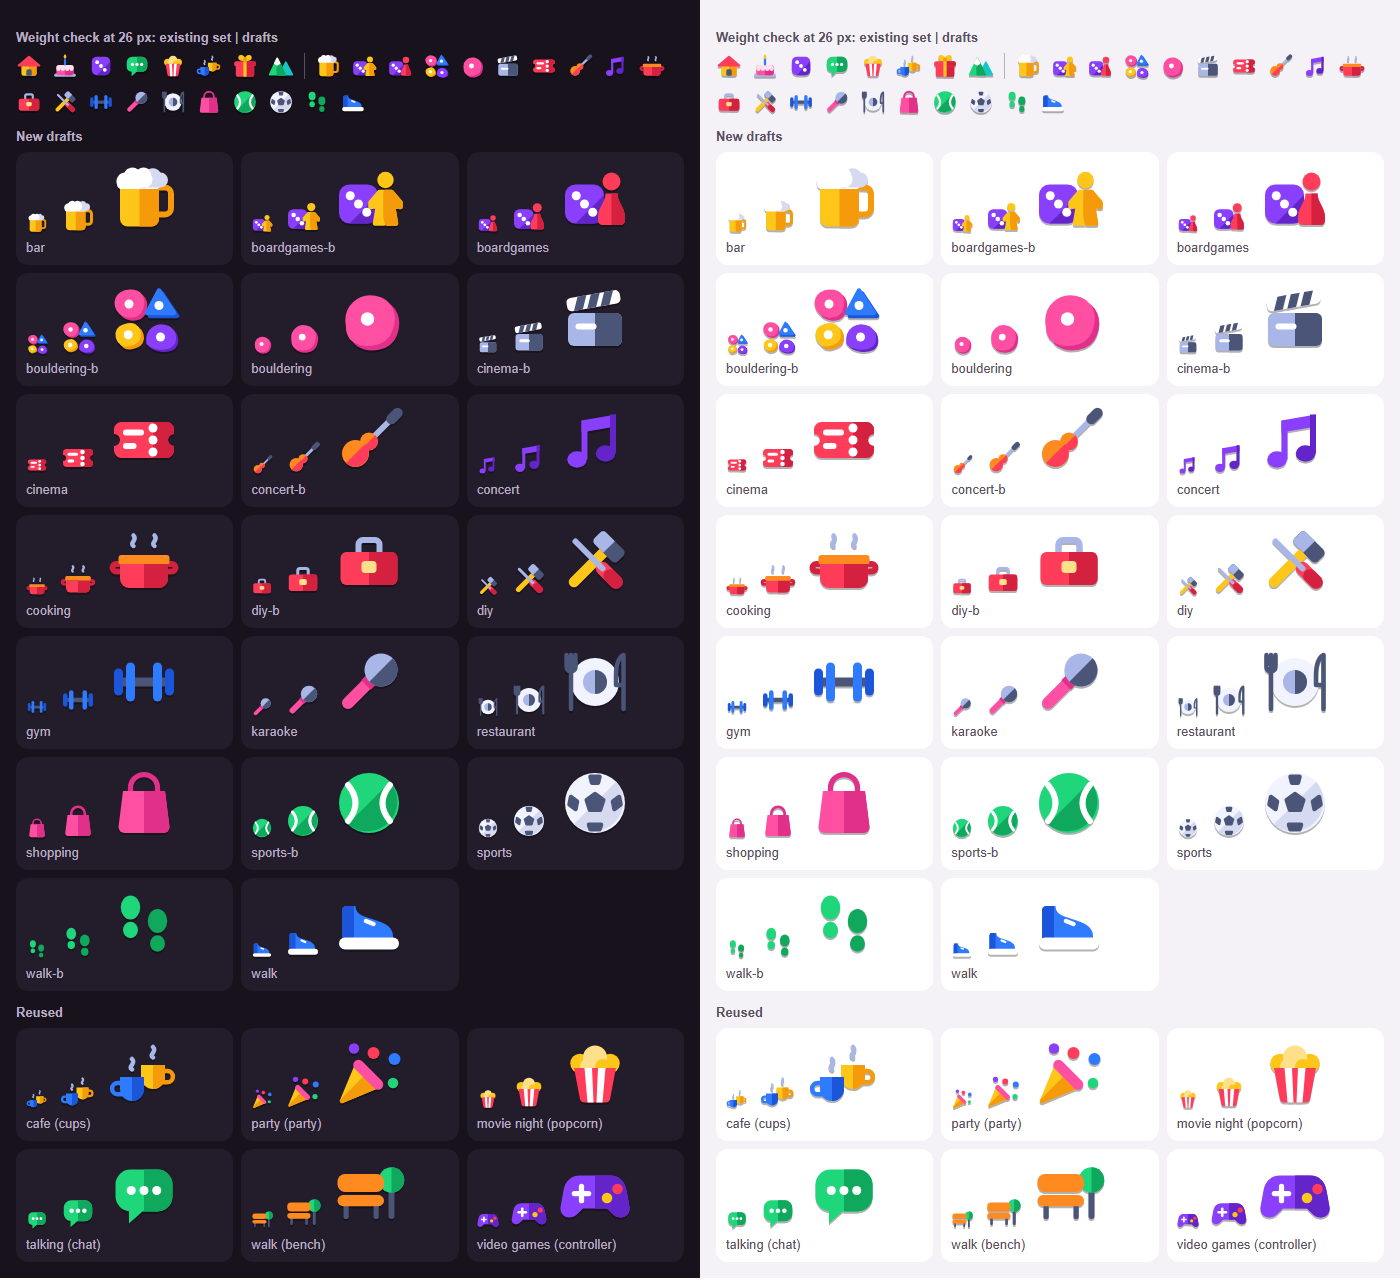 Weight check at 26 px: existing set | drafts
New drafts
bar
boardgames-b
boardgames
bouldering-b
bouldering
cinema-b
cinema
concert-b
concert
cooking
diy-b
diy
gym
karaoke
restaurant
shopping
sports-b
sports
walk-b
walk
Reused
cafe (cups)
party (party)
movie night (popcorn)
talking (chat)
walk (bench)
video games (controller)
Weight check at 26 px: existing set | drafts
New drafts
bar
boardgames-b
boardgames
bouldering-b
bouldering
cinema-b
cinema
concert-b
concert
cooking
diy-b
diy
gym
karaoke
restaurant
shopping
sports-b
sports
walk-b
walk
Reused
cafe (cups)
party (party)
movie night (popcorn)
talking (chat)
walk (bench)
video games (controller)